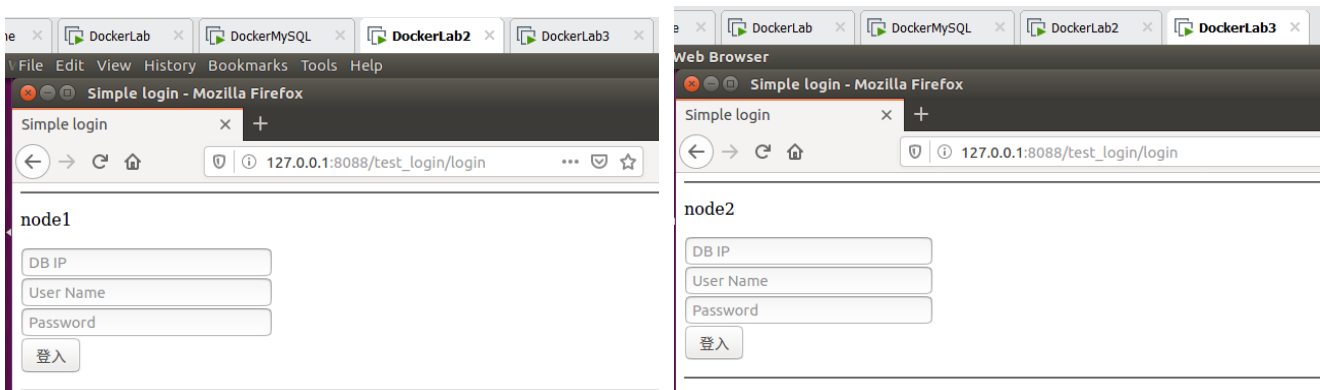 ne × DockerLab × DockerMySQL × DockerLab2 × DockerLab3 ×
File Edit View History Bookmarks Tools Help
Simple login - Mozilla Firefox
Simple login × +
127.0.0.1:8088/test_login/login
node1
DB IP
User Name
Password
登入
e × DockerLab × DockerMySQL × DockerLab2 × DockerLab3 ×
Web Browser
Simple login - Mozilla Firefox
Simple login × +
127.0.0.1:8088/test_login/login
node2
DB IP
User Name
Password
登入